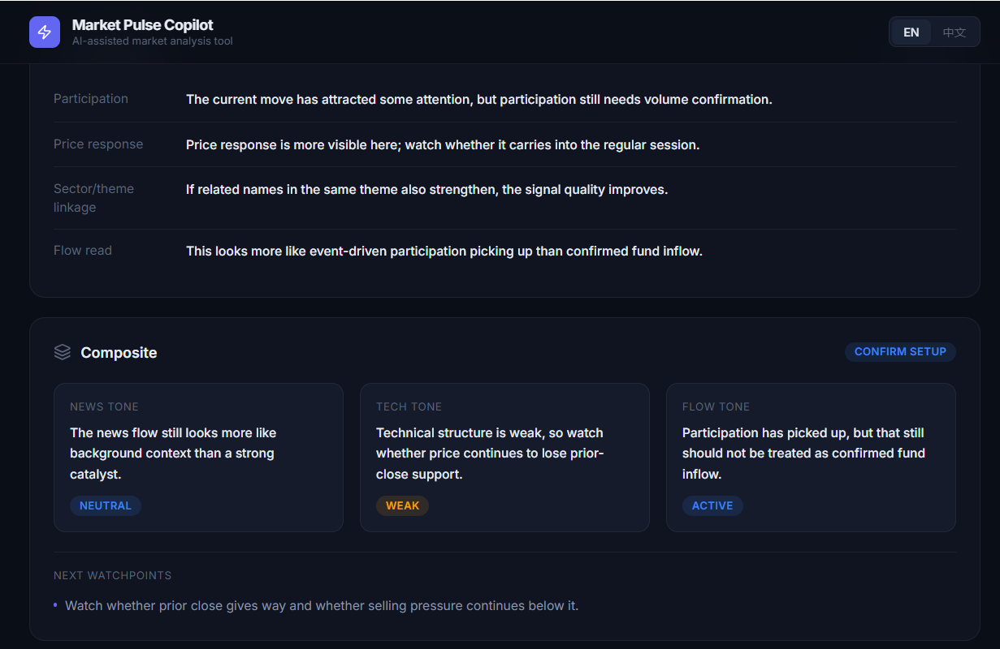 Market Pulse Copilot
AI-assisted market analysis tool
EN
中文
Participation
The current move has attracted some attention, but participation still needs volume confirmation.
Price response
Price response is more visible here; watch whether it carries into the regular session.
Sector/theme
linkage
If related names in the same theme also strengthen, the signal quality improves.
Flow read
This looks more like event-driven participation picking up than confirmed fund inflow.
Composite
CONFIRM SETUP
NEWS TONE
The news flow still looks more like
background context than a strong
catalyst.
NEUTRAL
TECH TONE
Technical structure is weak, so watch
whether price continues to lose prior-
close support.
WEAK
FLOW TONE
Participation has picked up, but that still
should not be treated as confirmed fund
inflow.
ACTIVE
NEXT WATCHPOINTS
• Watch whether prior close gives way and whether selling pressure continues below it.